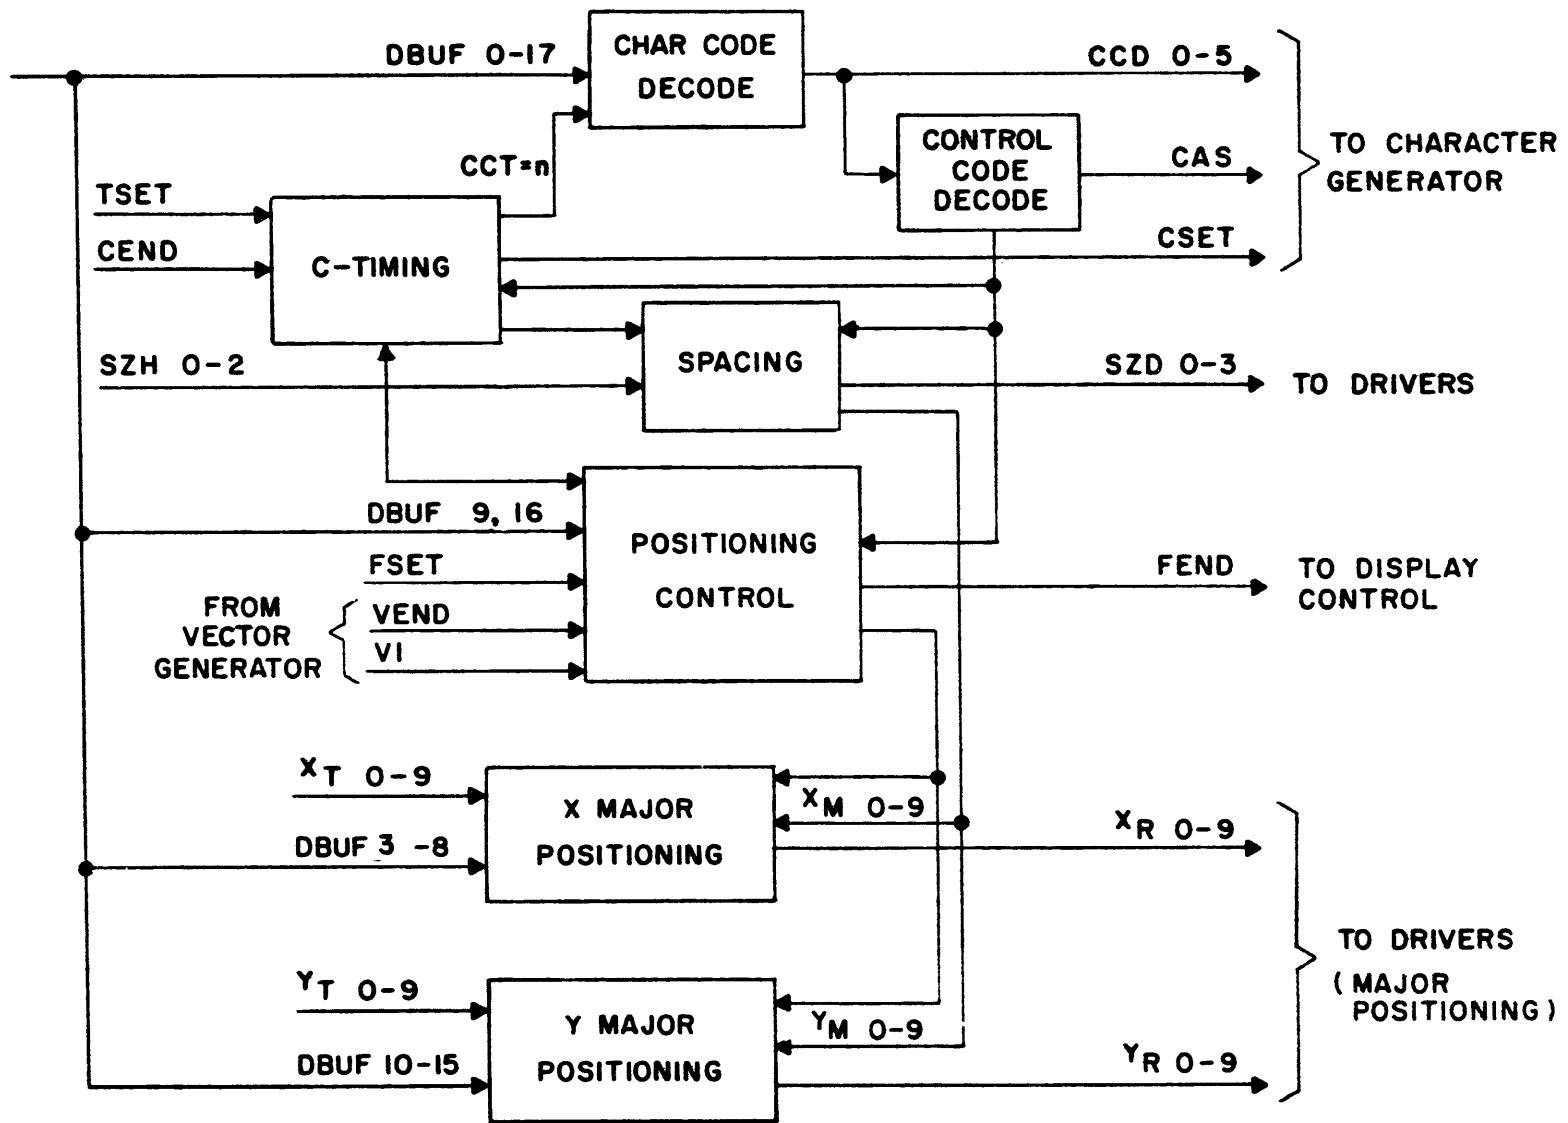 DBUF 0-17
CHAR CODE
DECODE
CCD 0-5
CONTROL
CODE
DECODE
CAS
TO CHARACTER
GENERATOR
CCT=n
TSET
CEND
C-TIMING
CSET
SZH 0-2
SPACING
SZD 0-3
TO DRIVERS
DBUF 9, 16
FSET
FROM
VECTOR
GENERATOR
VEND
VI
POSITIONING
CONTROL
FEND
TO DISPLAY
CONTROL
XT 0-9
X MAJOR
POSITIONING
DBUF 3 -8
XM 0-9
XR 0-9
YT 0-9
Y MAJOR
POSITIONING
DBUF 10-15
YM 0-9
YR 0-9
TO DRIVERS
(MAJOR
POSITIONING)